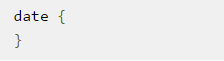 date {
}